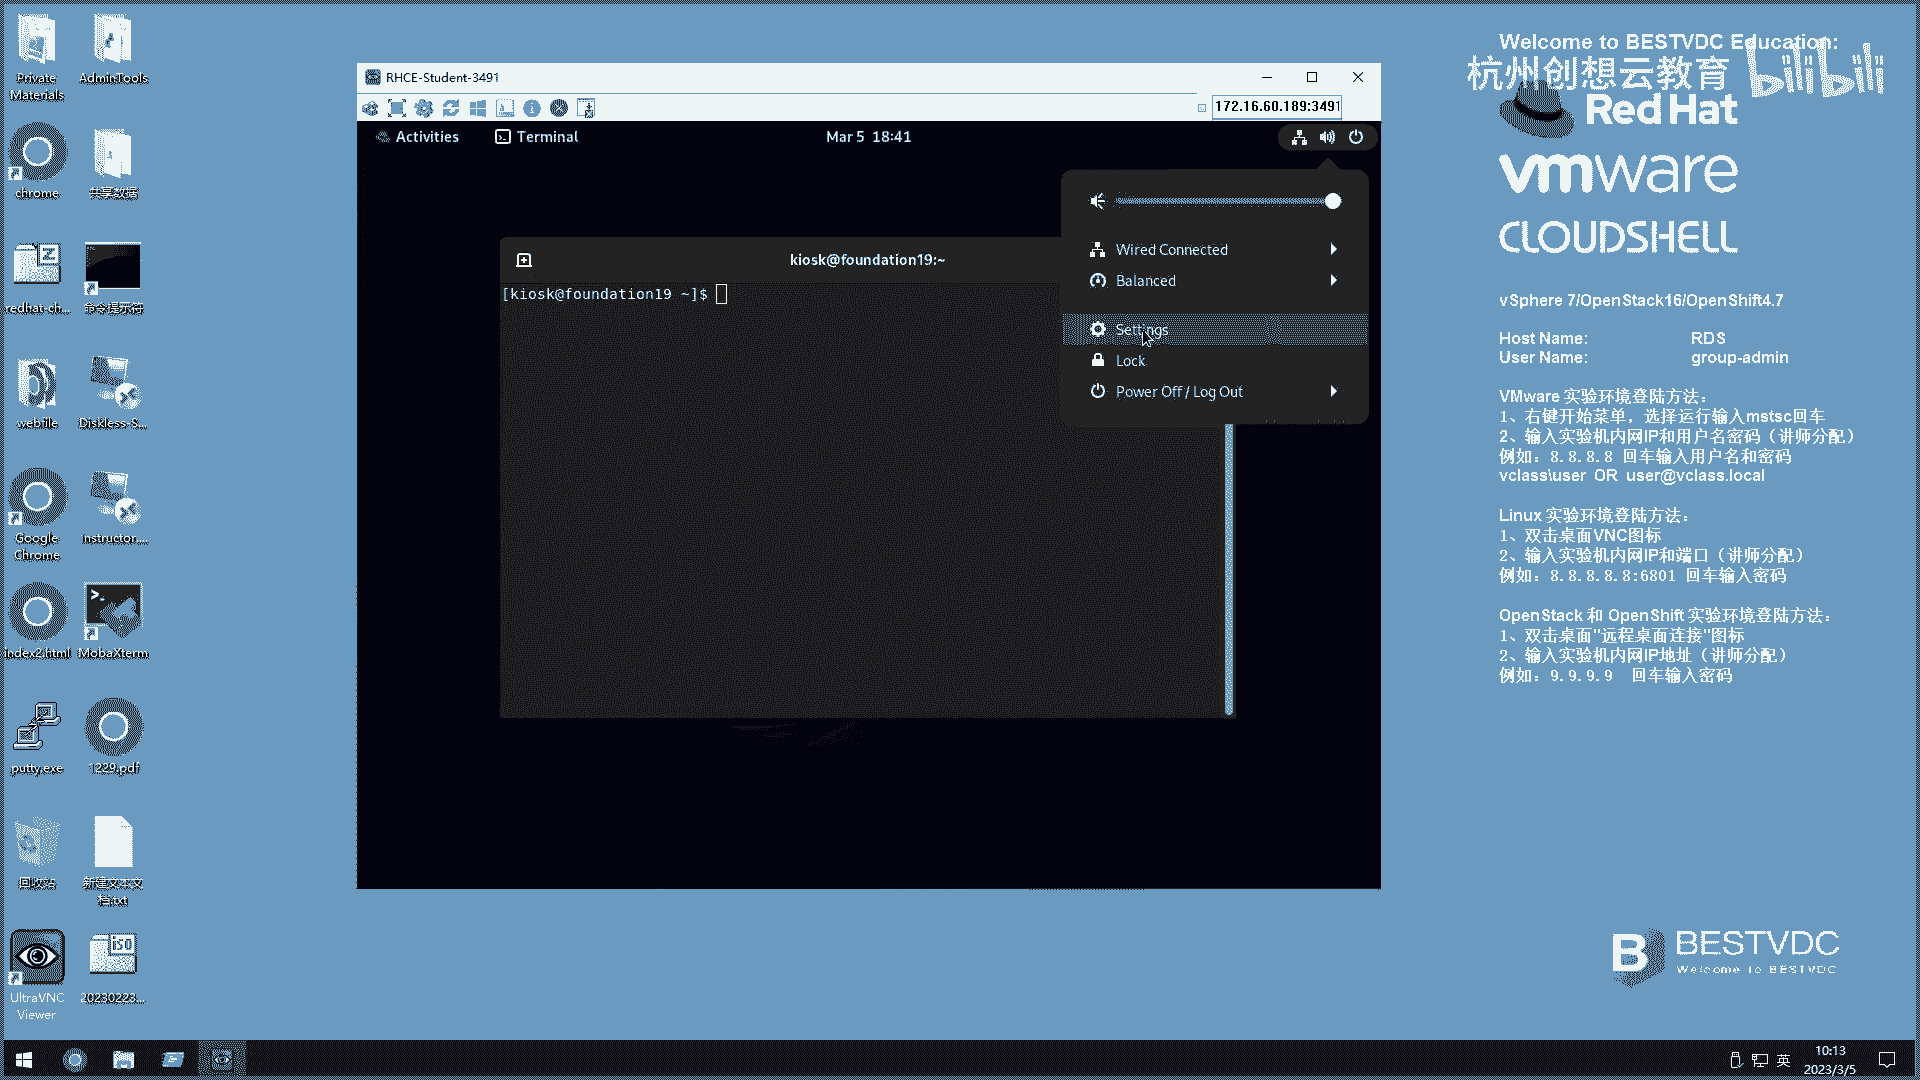 Private
Materials
AdminTools
chrome
共享数据
redhat-ch...
命令提示符
webfile
Diskless-S...
Google
Chrome
Instructor....
index2.html
MobaXterm
putty.exe
1229.pdf
回收站
新建文本文
档.txt
UltraVNC
Viewer
ISO
20230223...
RHCE-Student-3491
172.16.60.189:3491
Activities
Terminal
Mar 5 18:41
kiosk@foundation19:~
[kiosk@foundation19 ~]$
Wired Connected
Balanced
Settings
Lock
Power Off / Log Out
Welcome to BESTVDC Education:
杭州创想云教育
bilibili
Red Hat
vmware
CLOUDSHELL
vSphere 7/OpenStack16/OpenShift4.7
Host Name: RDS
User Name: group-admin
VMware 实验环境登陆方法：
1、右键开始菜单，选择运行输入mstsc回车
2、输入实验机内网IP和用户名密码（讲师分配）
例如：8.8.8.8 回车输入用户名和密码
vclass\user OR user@vclass.local
Linux 实验环境登陆方法：
1、双击桌面VNC图标
2、输入实验机内网IP和端口（讲师分配）
例如：8.8.8.8.8:6801 回车输入密码
OpenStack 和 OpenShift 实验环境登陆方法：
1、双击桌面"远程桌面连接"图标
2、输入实验机内网IP地址（讲师分配）
例如：9.9.9.9 回车输入密码
BESTVDC
Welcome to BESTVDC
英
10:13
2023/3/5